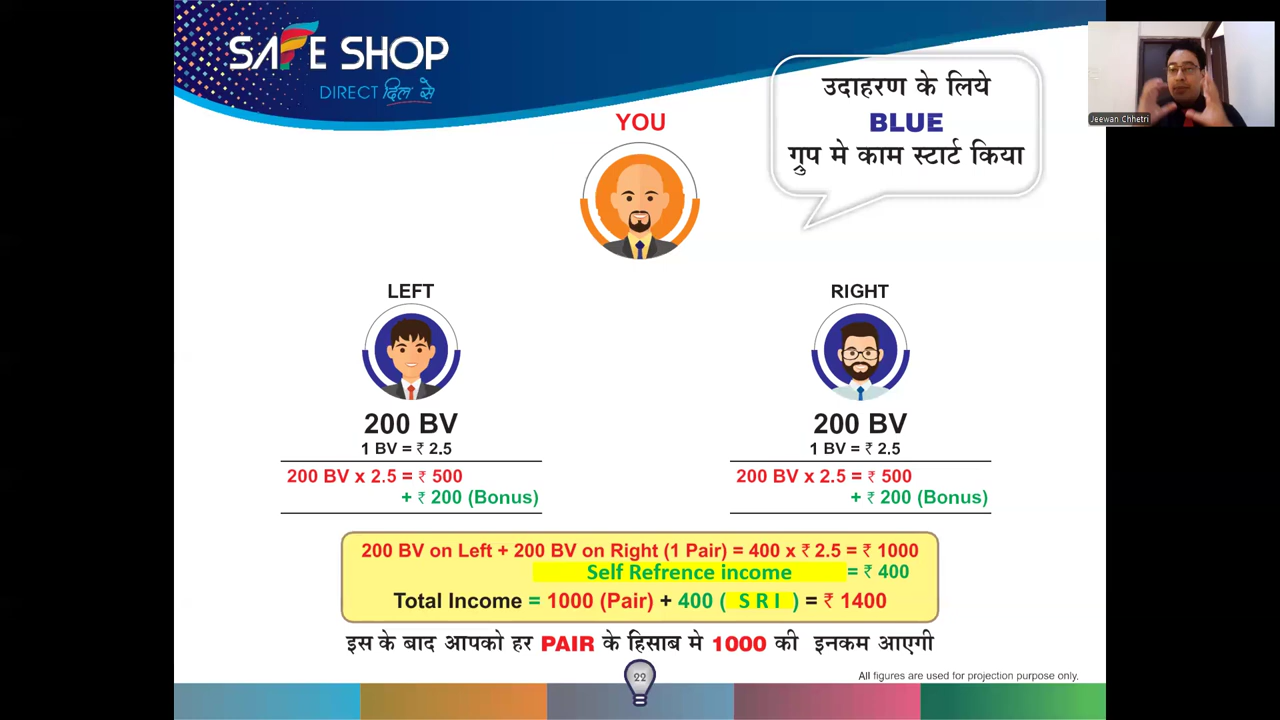 SAFE SHOP
DIRECT दिल से
उदाहरण के लिये
BLUE
ग्रुप मे काम स्टार्ट किया
Jeewan Chhetri
YOU
LEFT
200 BV
1 BV = ₹ 2.5
200 BV x 2.5 = ₹ 500
+ ₹ 200 (Bonus)
RIGHT
200 BV
1 BV = ₹ 2.5
200 BV x 2.5 = ₹ 500
+ ₹ 200 (Bonus)
200 BV on Left + 200 BV on Right (1 Pair) = 400 x ₹ 2.5 = ₹ 1000
Self Refrence income = ₹ 400
Total Income = 1000 (Pair) + 400 ( S R I ) = ₹ 1400
इस के बाद आपको हर PAIR के हिसाब मे 1000 की इनकम आएगी
22
All figures are used for projection purpose only.